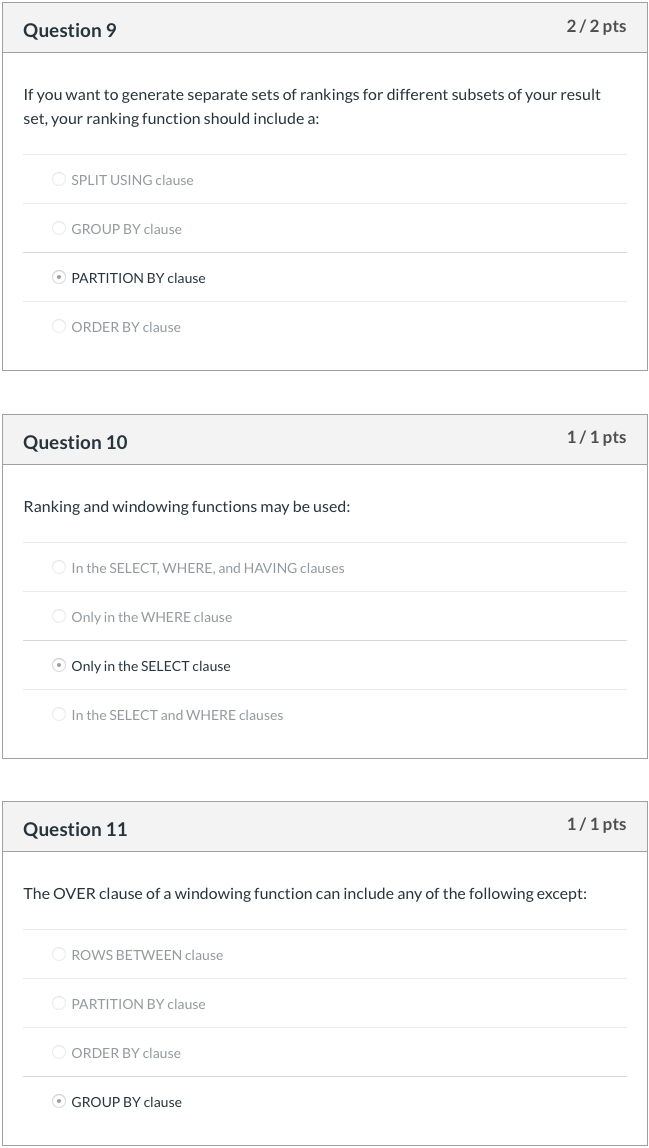 Question 9
2 / 2 pts
If you want to generate separate sets of rankings for different subsets of your result
set, your ranking function should include a:
SPLIT USING clause
GROUP BY clause
PARTITION BY clause
ORDER BY clause
Question 10
1 / 1 pts
Ranking and windowing functions may be used:
In the SELECT, WHERE, and HAVING clauses
Only in the WHERE clause
Only in the SELECT clause
In the SELECT and WHERE clauses
Question 11
1 / 1 pts
The OVER clause of a windowing function can include any of the following except:
ROWS BETWEEN clause
PARTITION BY clause
ORDER BY clause
GROUP BY clause